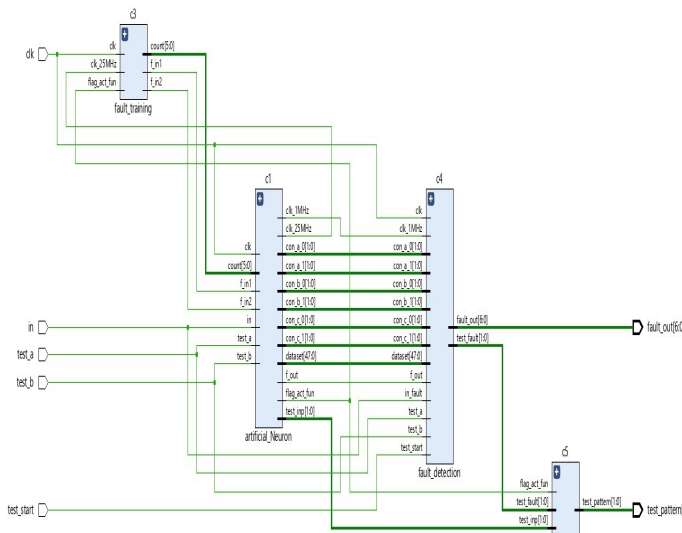 c3
clk
clk
count[5:0]
clk_25MHz
f_in1
flag_act_fun
f_in2
fault_training
c1
c4
clk_1MHz
clk
clk_25MHz
clk_1MHz
clk
con_a_0[1:0]
con_a_0[1:0]
count[5:0]
con_a_1[1:0]
con_a_1[1:0]
f_in1
con_b_0[1:0]
con_b_0[1:0]
f_in2
con_b_1[1:0]
con_b_1[1:0]
in
in
con_c_0[1:0]
con_c_0[1:0]
fault_out[6:0]
fault_out[6:0
test_a
test_a
con_c_1[1:0]
con_c_1[1:0]
test_fault[1:0]
test_b
test_b
dataset[47:0]
dataset[47:0]
f_out
f_out
flag_act_fun
in_fault
test_inp[1:0]
test_a
artificial_Neuron
test_b
test_start
fault_detection
c5
flag_act_fun
test_start
test_fault[1:0]
test_pattern[1:0]
test_pattern[
test_inp[1:0]